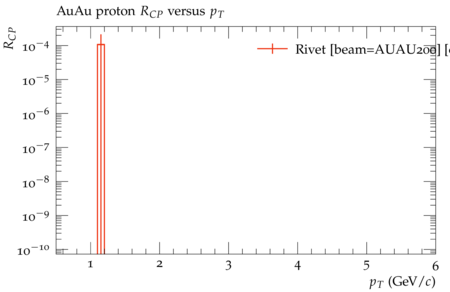 AuAu proton R_CP versus p_T
R_CP
Rivet [beam=AUAU200]
10^−4
10^−5
10^−6
10^−7
10^−8
10^−9
10^−10
1 2 3 4 5 6
p_T (GeV/c)